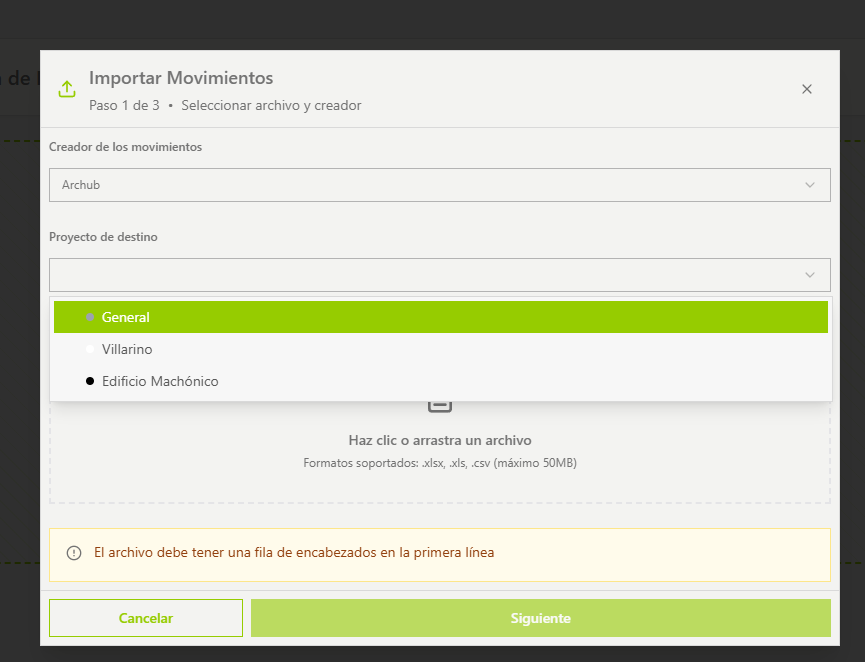 de
Importar Movimientos
Paso 1 de 3 • Seleccionar archivo y creador
Creador de los movimientos
Archub
Proyecto de destino
General
Villarino
Edificio Machónico
Haz clic o arrastra un archivo
Formatos soportados: .xlsx, .xls, .csv (máximo 50MB)
El archivo debe tener una fila de encabezados en la primera línea
Cancelar
Siguiente